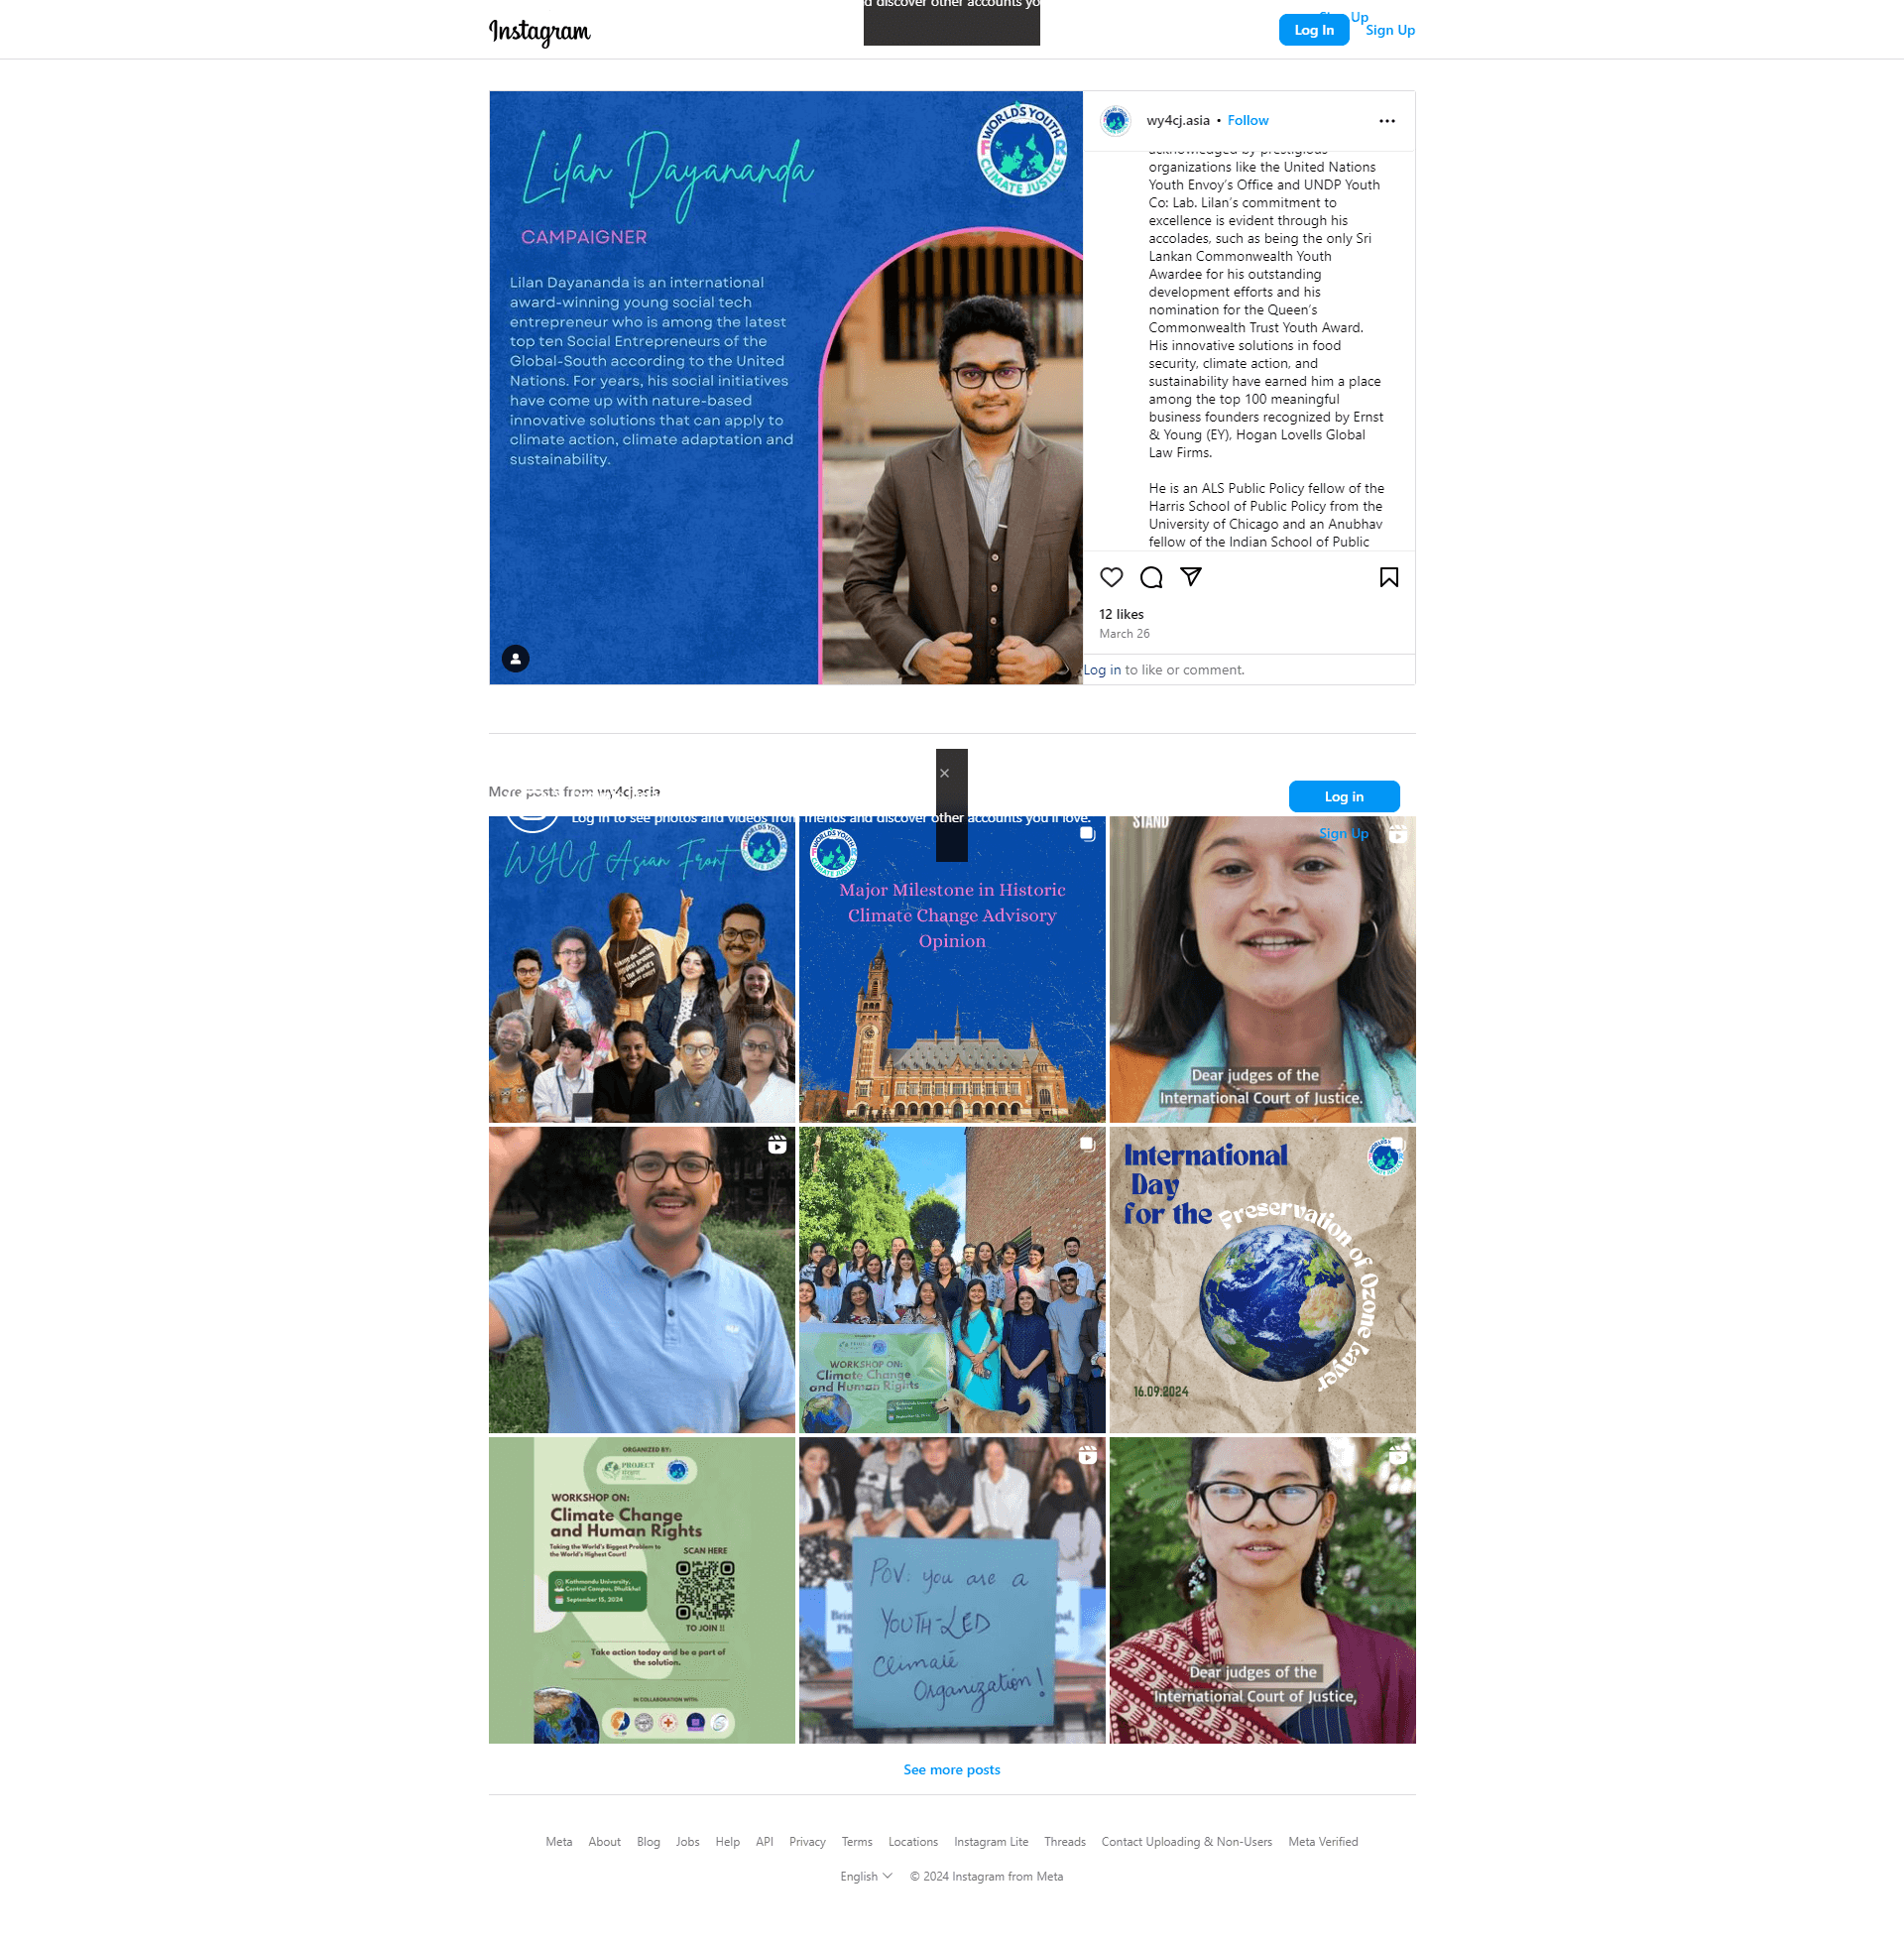 Instagram
d discover other accounts yo
Log In
Sign Up
Lilan Dayananda
CAMPAIGNER
Lilan Dayananda is an international
award-winning young social tech
entrepreneur who is among the latest
top ten Social Entrepreneurs of the
Global-South according to the United
Nations. For years, his social initiatives
have come up with nature-based
innovative solutions that can apply to
climate action, climate adaptation and
sustainability.
WORLDS YOUTH
FOR
CLIMATE JUSTICE
wy4cj.asia • Follow
acknowledged by prestigious
organizations like the United Nations
Youth Envoy’s Office and UNDP Youth
Co: Lab. Lilan’s commitment to
excellence is evident through his
accolades, such as being the only Sri
Lankan Commonwealth Youth
Awardee for his outstanding
development efforts and his
nomination for the Queen’s
Commonwealth Trust Youth Award.
His innovative solutions in food
security, climate action, and
sustainability have earned him a place
among the top 100 meaningful
business founders recognized by Ernst
& Young (EY), Hogan Lovells Global
Law Firms.
He is an ALS Public Policy fellow of the
Harris School of Public Policy from the
University of Chicago and an Anubhav
fellow of the Indian School of Public
12 likes
March 26
Log in to like or comment.
More posts from wy4cj.asia
Log in
Log in to see photos and videos from friends and discover other accounts you'll love.
Sign Up
WYCJ Asian Front
Major Milestone in Historic
Climate Change Advisory
Opinion
STAND
Dear judges of the
International Court of Justice.
WORKSHOP ON:
Climate Change
and Human Rights
International
Day
for the
Preservation of Ozone layer
16.09.2024
ORGANIZED BY:
PROJECT
WORKSHOP ON:
Climate Change
and Human Rights
Taking the World's Biggest Problem to
the World's Highest Court!
SCAN HERE
Kathmandu University,
Central Campus, Dhulikhel
September 15, 2024
TO JOIN !!
Take action today and be a part of
the solution.
IN COLLABORATION WITH:
POV: you are a
YOUTH-LED
Climate
Organization!
Dear judges of the
International Court of Justice,
See more posts
Meta About Blog Jobs Help API Privacy Terms Locations Instagram Lite Threads Contact Uploading & Non-Users Meta Verified
English © 2024 Instagram from Meta